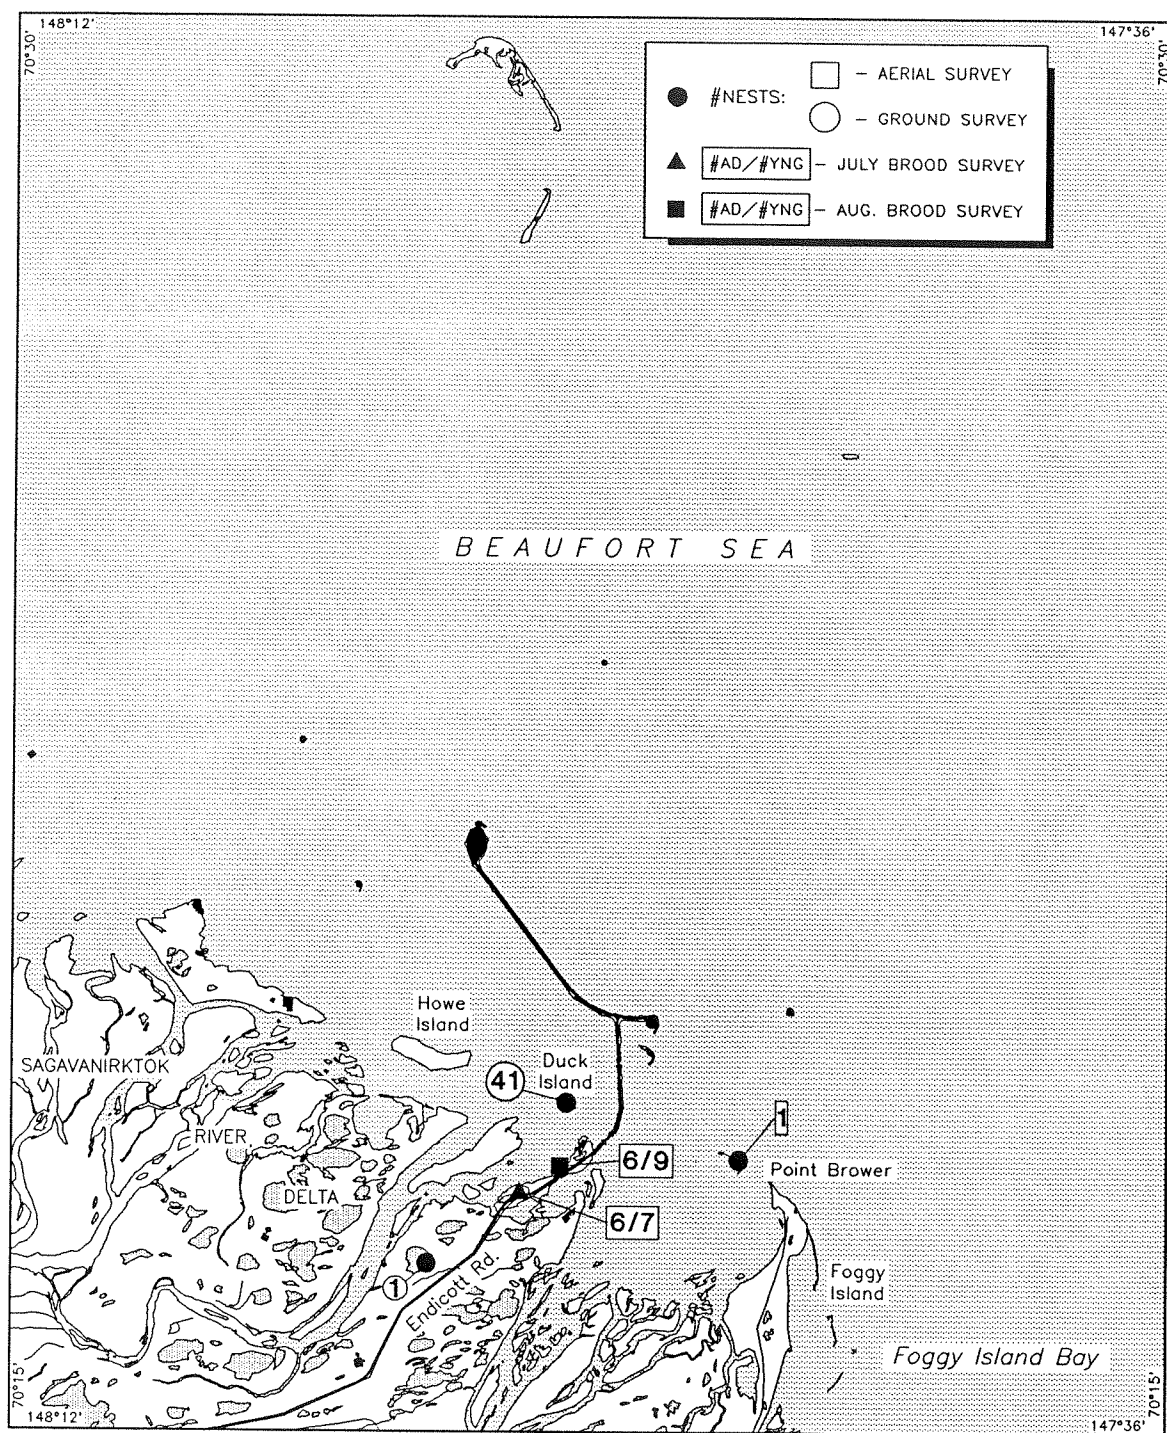 148°12'
147°36'
70°30'
70°30'
#NESTS:
– AERIAL SURVEY
– GROUND SURVEY
#AD/#YNG – JULY BROOD SURVEY
#AD/#YNG – AUG. BROOD SURVEY
BEAUFORT SEA
Howe
Island
SAGAVANIRKTOK
Duck
Island
41
1
RIVER
6/9
Point Brower
DELTA
6/7
1
Endicott Rd.
Foggy
Island
Foggy Island Bay
70°15'
70°15'
148°12'
147°36'